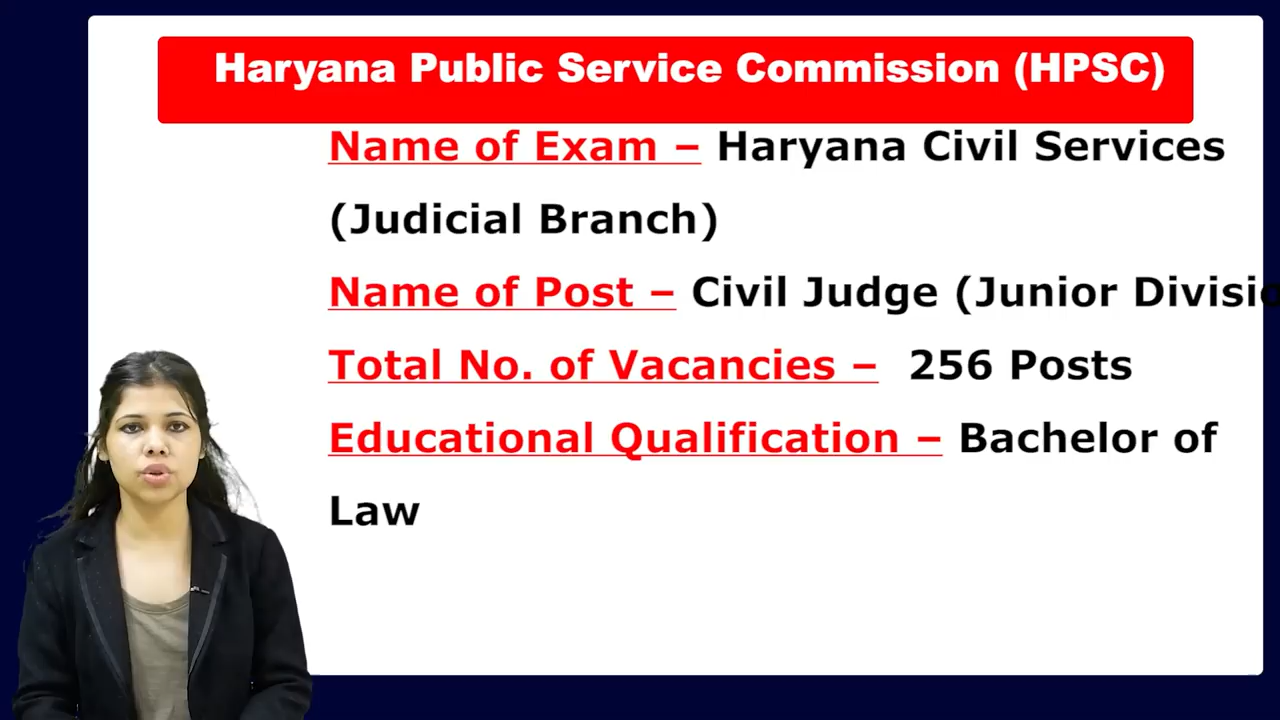 Haryana Public Service Commission (HPSC)
Name of Exam – Haryana Civil Services
(Judicial Branch)
Name of Post – Civil Judge (Junior Divisio
Total No. of Vacancies – 256 Posts
Educational Qualification – Bachelor of
Law